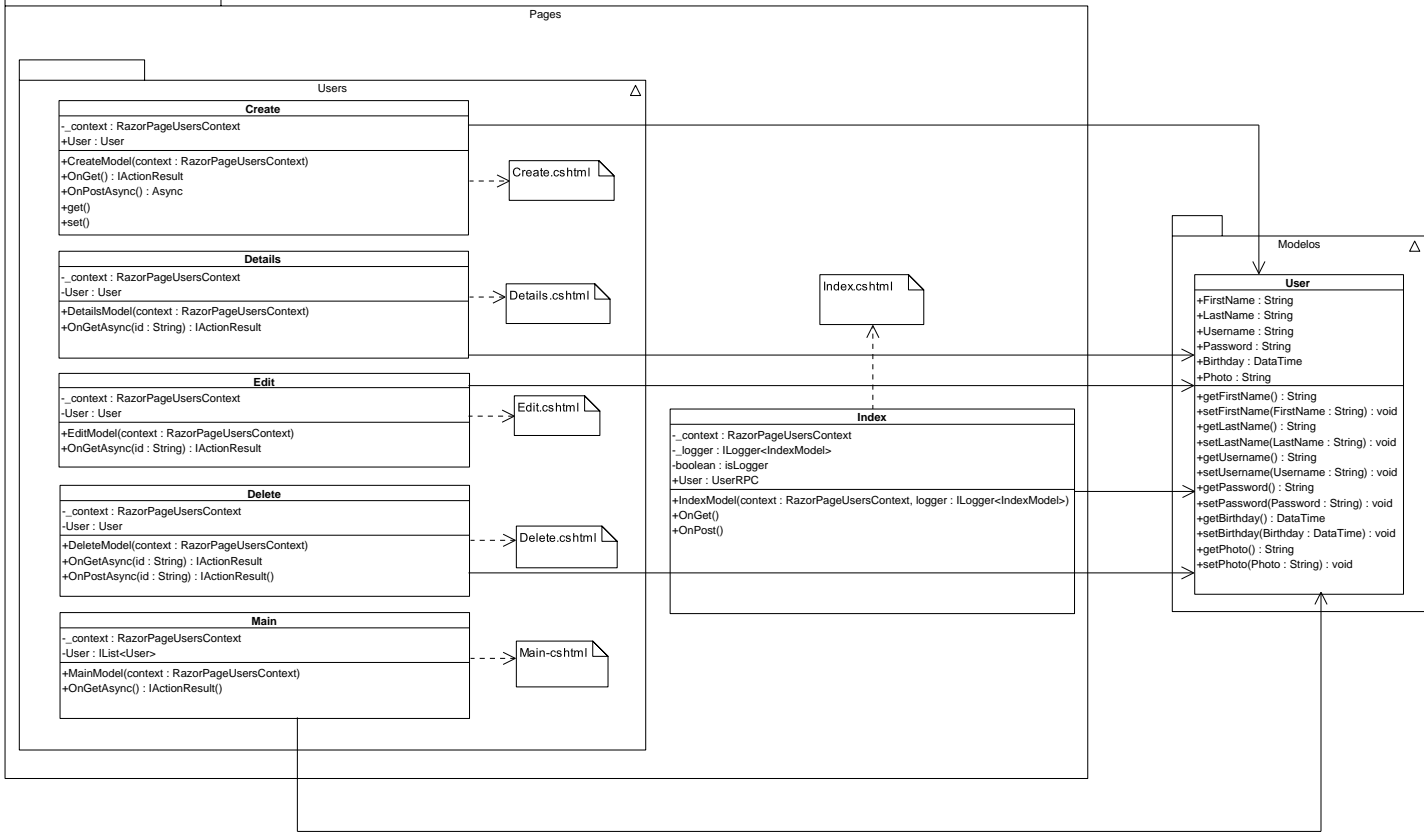 Pages
Users
Create
-_context : RazorPageUsersContext
+User : User
+CreateModel(context : RazorPageUsersContext)
+OnGet() : IActionResult
+OnPostAsync() : Async
+get()
+set()
Create.cshtml
Details
-_context : RazorPageUsersContext
-User : User
+DetailsModel(context : RazorPageUsersContext)
+OnGetAsync(id : String) : IActionResult
Details.cshtml
Edit
-_context : RazorPageUsersContext
-User : User
+EditModel(context : RazorPageUsersContext)
+OnGetAsync(id : String) : IActionResult
Edit.cshtml
Delete
-_context : RazorPageUsersContext
-User : User
+DeleteModel(context : RazorPageUsersContext)
+OnGetAsync(id : String) : IActionResult
+OnPostAsync(id : String) : IActionResult()
Delete.cshtml
Main
-_context : RazorPageUsersContext
-User : IList<User>
+MainModel(context : RazorPageUsersContext)
+OnGetAsync() : IActionResult()
Main-cshtml
Index.cshtml
Index
-_context : RazorPageUsersContext
-_logger : ILogger<IndexModel>
-boolean : isLogger
+User : UserRPC
+IndexModel(context : RazorPageUsersContext, logger : ILogger<IndexModel>)
+OnGet()
+OnPost()
Modelos
User
+FirstName : String
+LastName : String
+Username : String
+Password : String
+Birthday : DataTime
+Photo : String
+getFirstName() : String
+setFirstName(FirstName : String) : void
+getLastName() : String
+setLastName(LastName : String) : void
+getUsername() : String
+setUsername(Username : String) : void
+getPassword() : String
+setPassword(Password : String) : void
+getBirthday() : DataTime
+setBirthday(Birthday : DataTime) : void
+getPhoto() : String
+setPhoto(Photo : String) : void